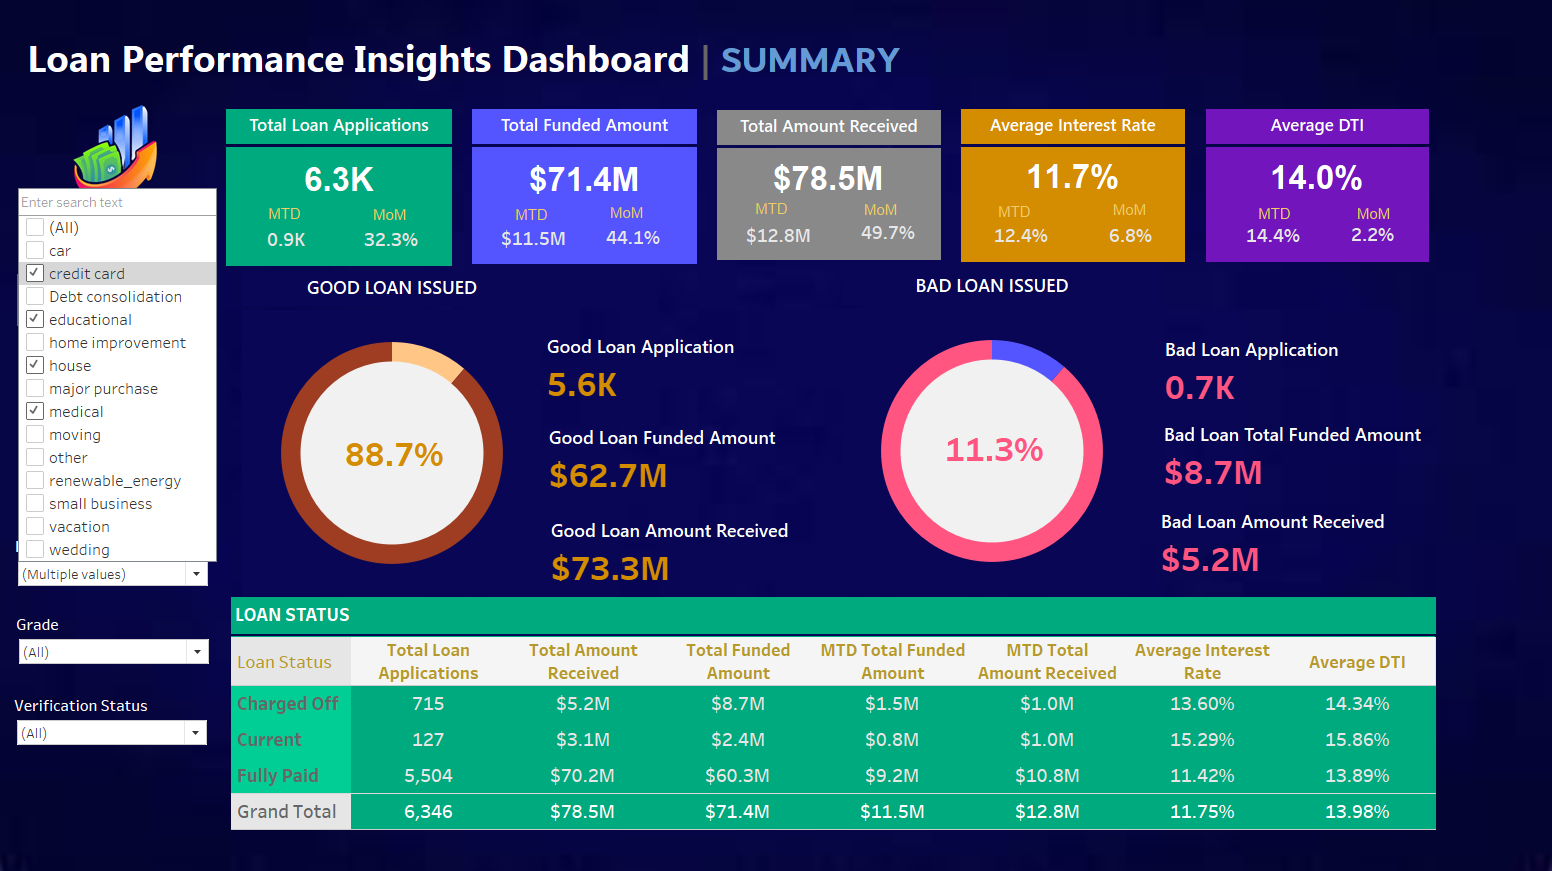 Loan Performance Insights Dashboard | SUMMARY
Total Loan Applications
6.3K
MTD MoM
0.9K 32.3%
Total Funded Amount
$71.4M
MTD MoM
$11.5M 44.1%
Total Amount Received
$78.5M
MTD MoM
$12.8M 49.7%
Average Interest Rate
11.7%
MTD MoM
12.4% 6.8%
Average DTI
14.0%
MTD MoM
14.4% 2.2%
Enter search text
(All)
car
credit card
Debt consolidation
educational
home improvement
house
major purchase
medical
moving
other
renewable_energy
small business
vacation
wedding
(Multiple values)
Grade
(All)
Verification Status
(All)
GOOD LOAN ISSUED
88.7%
Good Loan Application
5.6K
Good Loan Funded Amount
$62.7M
Good Loan Amount Received
$73.3M
BAD LOAN ISSUED
11.3%
Bad Loan Application
0.7K
Bad Loan Total Funded Amount
$8.7M
Bad Loan Amount Received
$5.2M
LOAN STATUS
Loan Status Total Loan Applications Total Amount Received Total Funded Amount MTD Total Funded Amount MTD Total Amount Received Average Interest Rate Average DTI
Charged Off 715 $5.2M $8.7M $1.5M $1.0M 13.60% 14.34%
Current 127 $3.1M $2.4M $0.8M $1.0M 15.29% 15.86%
Fully Paid 5,504 $70.2M $60.3M $9.2M $10.8M 11.42% 13.89%
Grand Total 6,346 $78.5M $71.4M $11.5M $12.8M 11.75% 13.98%